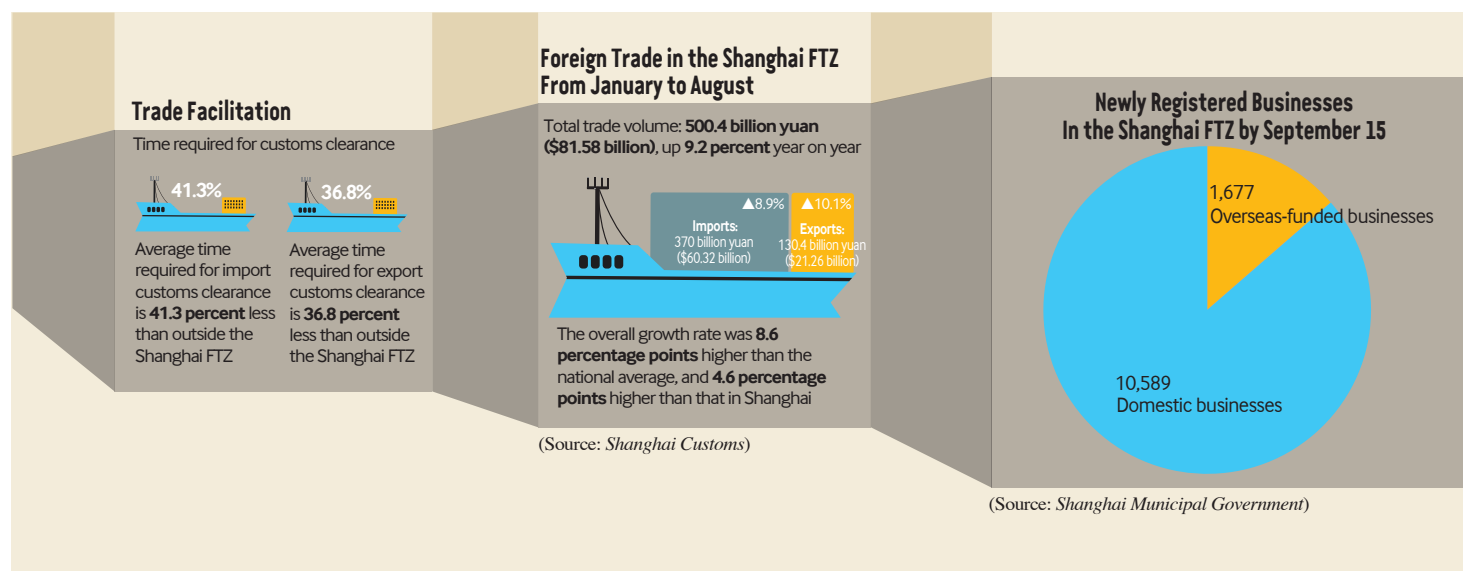 Trade Facilitation
Time required for customs clearance
41.3%
Average time
required for import
customs clearance
is 41.3 percent less
than outside the
Shanghai FTZ
36.8%
Average time
required for export
customs clearance
is 36.8 percent
less than outside
the Shanghai FTZ
Foreign Trade in the Shanghai FTZ
From January to August
Total trade volume: 500.4 billion yuan
($81.58 billion), up 9.2 percent year on year
▲8.9%
Imports:
370 billion yuan
($60.32 billion)
▲10.1%
Exports:
130.4 billion yuan
($21.26 billion)
The overall growth rate was 8.6
percentage points higher than the
national average, and 4.6 percentage
points higher than that in Shanghai
(Source: Shanghai Customs)
Newly Registered Businesses
In the Shanghai FTZ by September 15
1,677
Overseas-funded businesses
10,589
Domestic businesses
(Source: Shanghai Municipal Government)